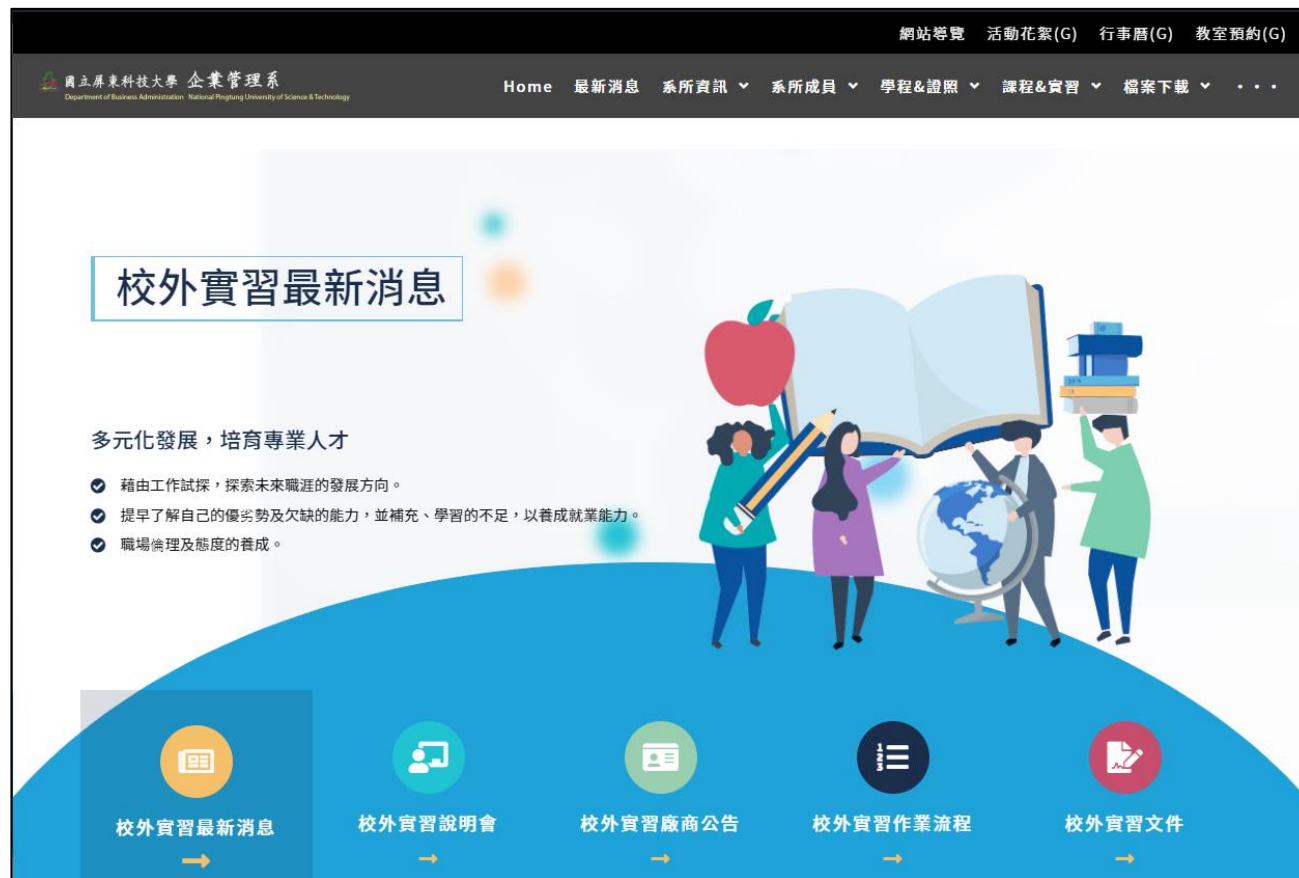 網站導覽 活動花絮(G) 行事曆(G) 教室預約(G)
國立屏東科技大學 企業管理系
Department of Business Administration National Pingtung University of Science & Technology
Home 最新消息 系所資訊 系所成員 學程&證照 課程&實習 檔案下載 ・・・
校外實習最新消息
多元化發展，培育專業人才
藉由工作試探，探索未來職涯的發展方向。
提早了解自己的優劣勢及欠缺的能力，並補充、學習的不足，以養成就業能力。
職場倫理及態度的養成。
校外實習最新消息 校外實習說明會 校外實習廠商公告 校外實習作業流程 校外實習文件